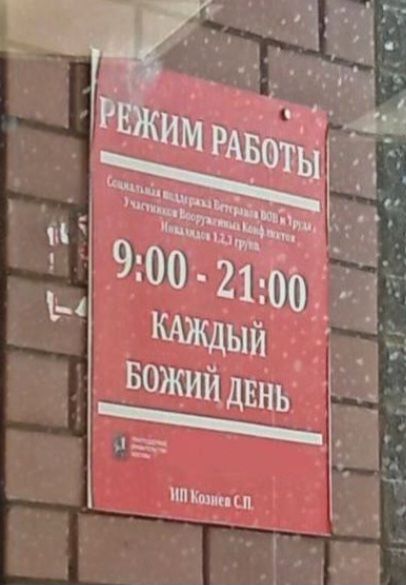 РЕЖИМ РАБОТЫ
Социальная поддержка Ветеранов ВОВ и Труда,
Участников Вооруженных Конфликтов
Инвалидов 1,2,3 групп
9:00 - 21:00
КАЖДЫЙ
БОЖИЙ ДЕНЬ
ИП Кознев С.П.